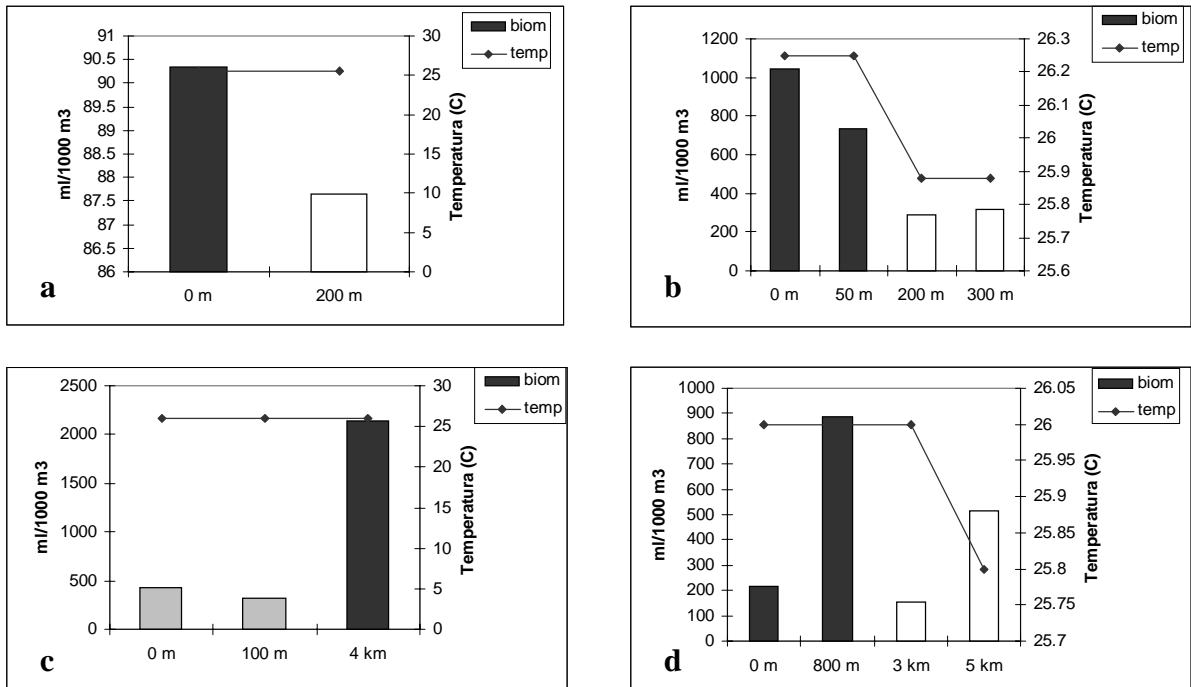 biom
temp
ml/1000 m3
91
90.5
90
89.5
89
88.5
88
87.5
87
86.5
86
30
25
20
15
10
5
0
Temperatura (C)
0 m 200 m
a
biom
temp
ml/1000 m3
1200
1000
800
600
400
200
0
26.3
26.2
26.1
26
25.9
25.8
25.7
25.6
Temperatura (C)
0 m 50 m 200 m 300 m
b
biom
temp
ml/1000 m3
2500
2000
1500
1000
500
0
30
25
20
15
10
5
0
Temperatura (C)
0 m 100 m 4 km
c
biom
temp
ml/1000 m3
1000
900
800
700
600
500
400
300
200
100
0
26.05
26
25.95
25.9
25.85
25.8
25.75
25.7
Temperatura (C)
0 m 800 m 3 km 5 km
d